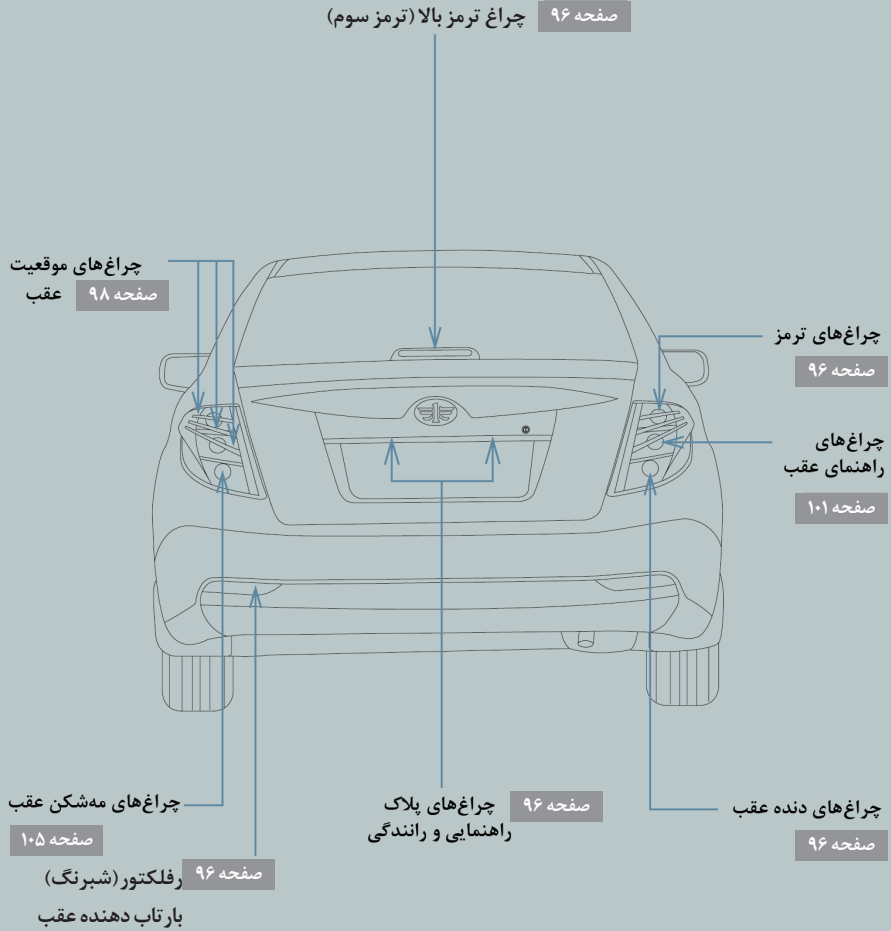 چراغ ترمز بالا (ترمز سوم) صفحه ۹۶
چراغ‌های موقعیت
عقب صفحه ۹۸
چراغ‌های ترمز
صفحه ۹۶
چراغ‌های
راهنمای عقب
صفحه ۱۰۱
چراغ‌های دنده عقب
صفحه ۹۶
چراغ‌های پلاک صفحه ۹۶
راهنمایی و رانندگی
چراغ‌های مه‌شکن عقب
صفحه ۱۰۵
رفلکتور (شبرنگ) صفحه ۹۶
بازتاب دهنده عقب